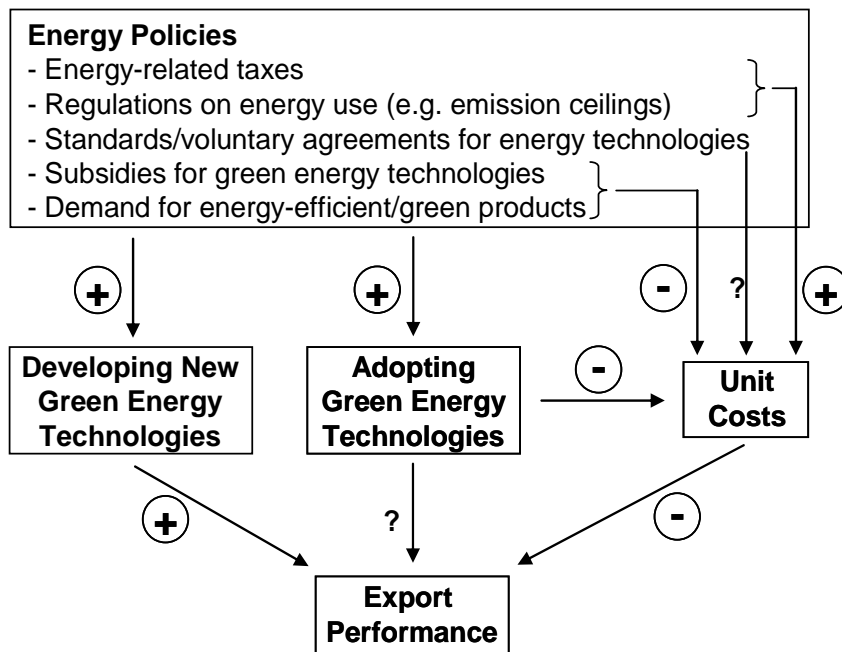 Energy Policies
- Energy-related taxes
- Regulations on energy use (e.g. emission ceilings)
- Standards/voluntary agreements for energy technologies
- Subsidies for green energy technologies
- Demand for energy-efficient/green products
+
+
-
?
+
Developing New
Green Energy
Technologies
Adopting
Green Energy
Technologies
-
Unit
Costs
+
?
-
Export
Performance